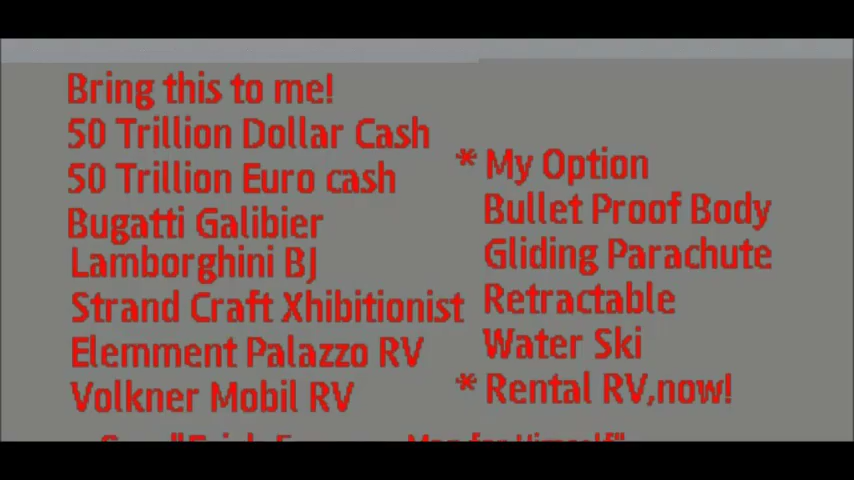 Bring this to me!
50 Trillion Dollar Cash
50 Trillion Euro cash
Bugatti Galibier
Lamborghini BJ
Strand Craft Xhibitionist
Elemment Palazzo RV
Volkner Mobil RV
* My Option
Bullet Proof Body
Gliding Parachute
Retractable
Water Ski
* Rental RV,now!